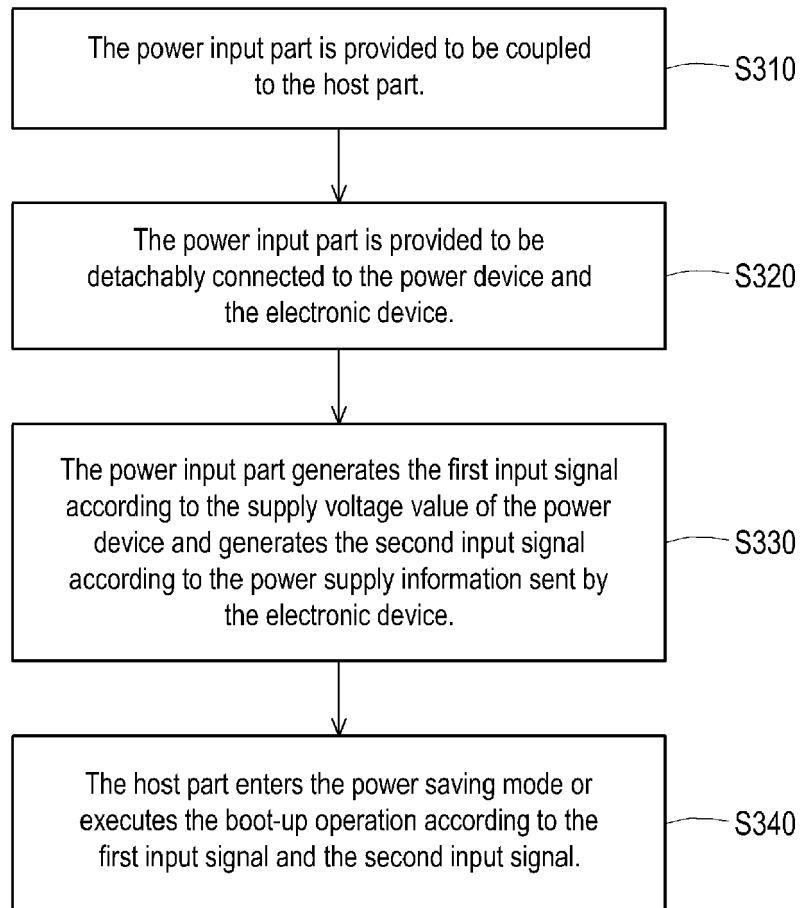 The power input part is provided to be coupled
to the host part.
S310
The power input part is provided to be
detachably connected to the power device and
the electronic device.
S320
The power input part generates the first input signal
according to the supply voltage value of the power
device and generates the second input signal
according to the power supply information sent by
the electronic device.
S330
The host part enters the power saving mode or
executes the boot-up operation according to the
first input signal and the second input signal.
S340